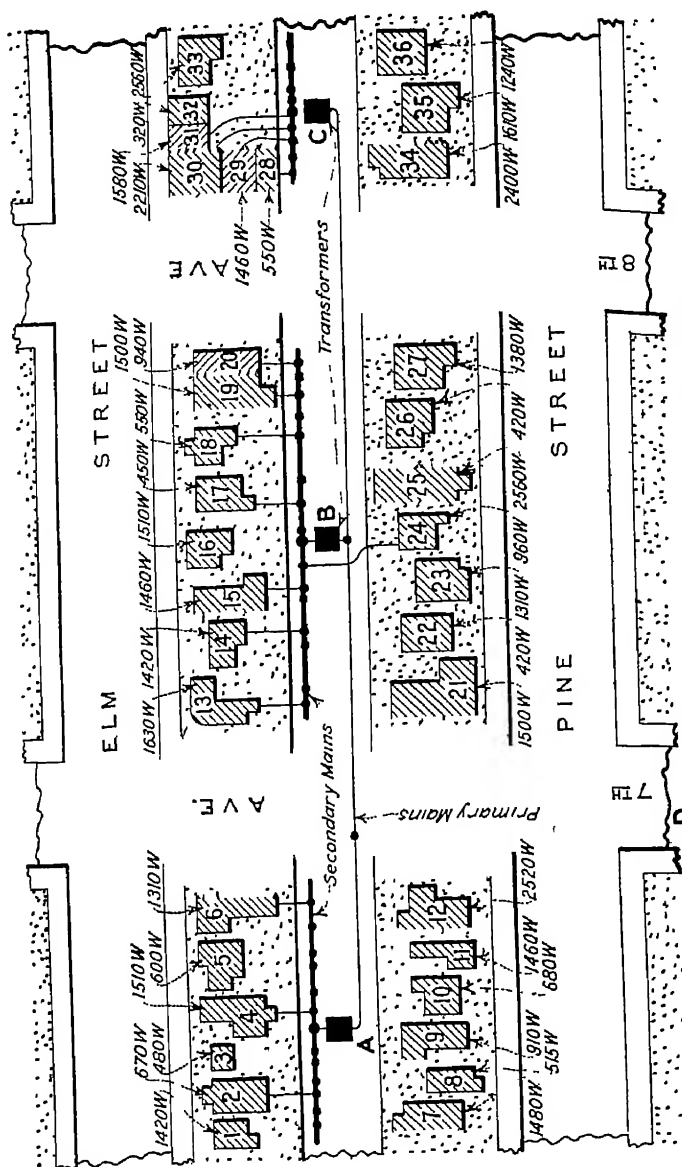 ELM STREET
1420W
670W
480W
1510W
600W
1310W
1630W
1420W
1460W
1510W
450W
550W
1500W
940W
2210W
1580W
320W
2560W
1
2
3
4
5
6
AVE.
13
14
15
16
17
18
19
20
AVE
30
31
32
33
29
28
1460W
550W
Secondary Mains
A
B
C
Transformers
Primary Mains
7
8
9
10
11
12
21
22
23
24
25
26
27
34
35
36
1480W
515W
680W
1460W
2520W
1500W
420W
1310W
960W
2560W
420W
1380W
2400W
1610W
1240W
PINE STREET
7TH
8TH